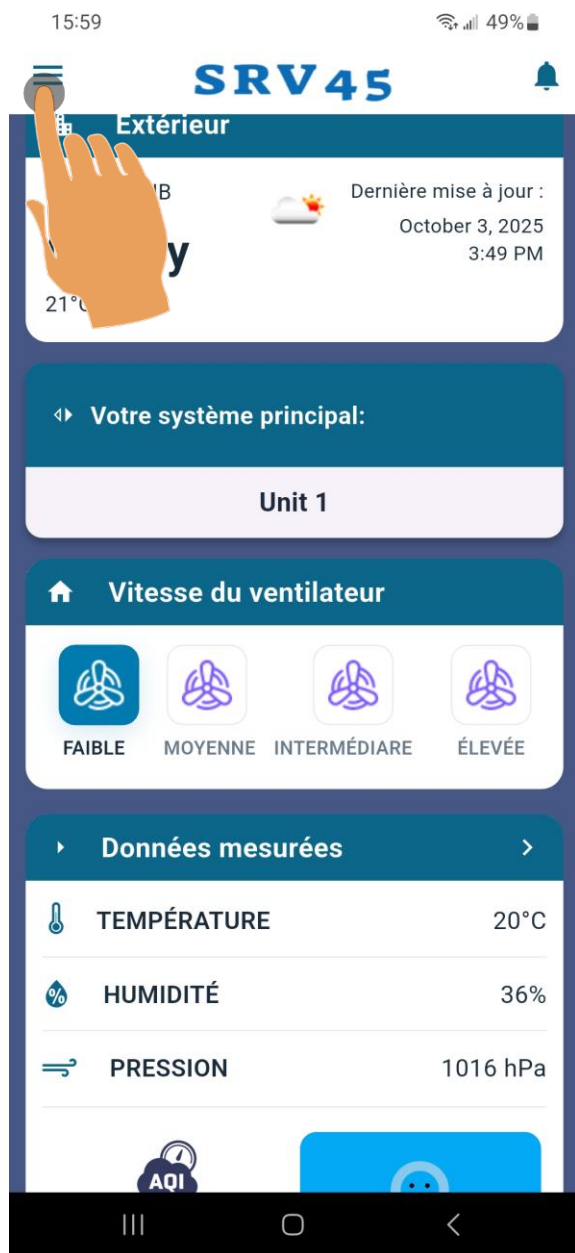 15:59
49%
SRV45
Extérieur
Dernière mise à jour :
October 3, 2025
3:49 PM
Votre système principal:
Unit 1
Vitesse du ventilateur
FAIBLE MOYENNE INTERMÉDIARE ÉLEVÉE
Données mesurées
TEMPÉRATURE 20°C
HUMIDITÉ 36%
PRESSION 1016 hPa
AQI